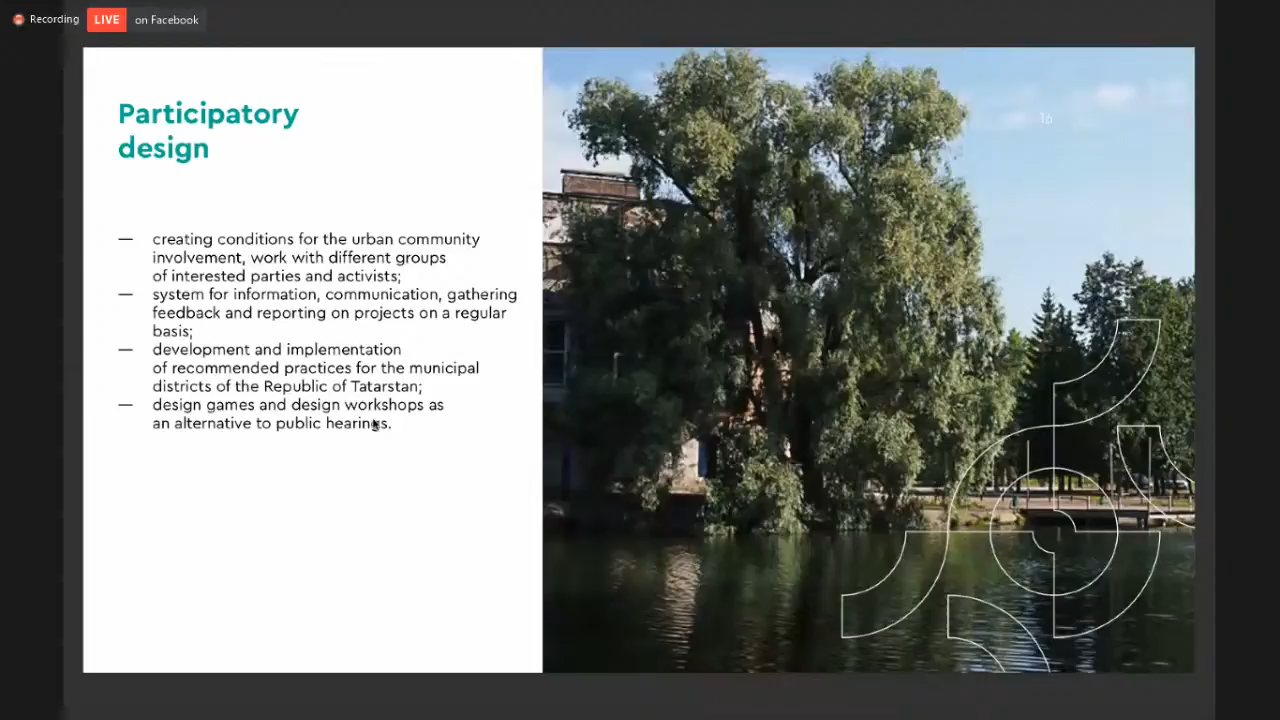 Recording LIVE on Facebook
16
Participatory
design
— creating conditions for the urban community
involvement, work with different groups
of interested parties and activists;
— system for information, communication, gathering
feedback and reporting on projects on a regular
basis;
— development and implementation
of recommended practices for the municipal
districts of the Republic of Tatarstan;
— design games and design workshops as
an alternative to public hearings.